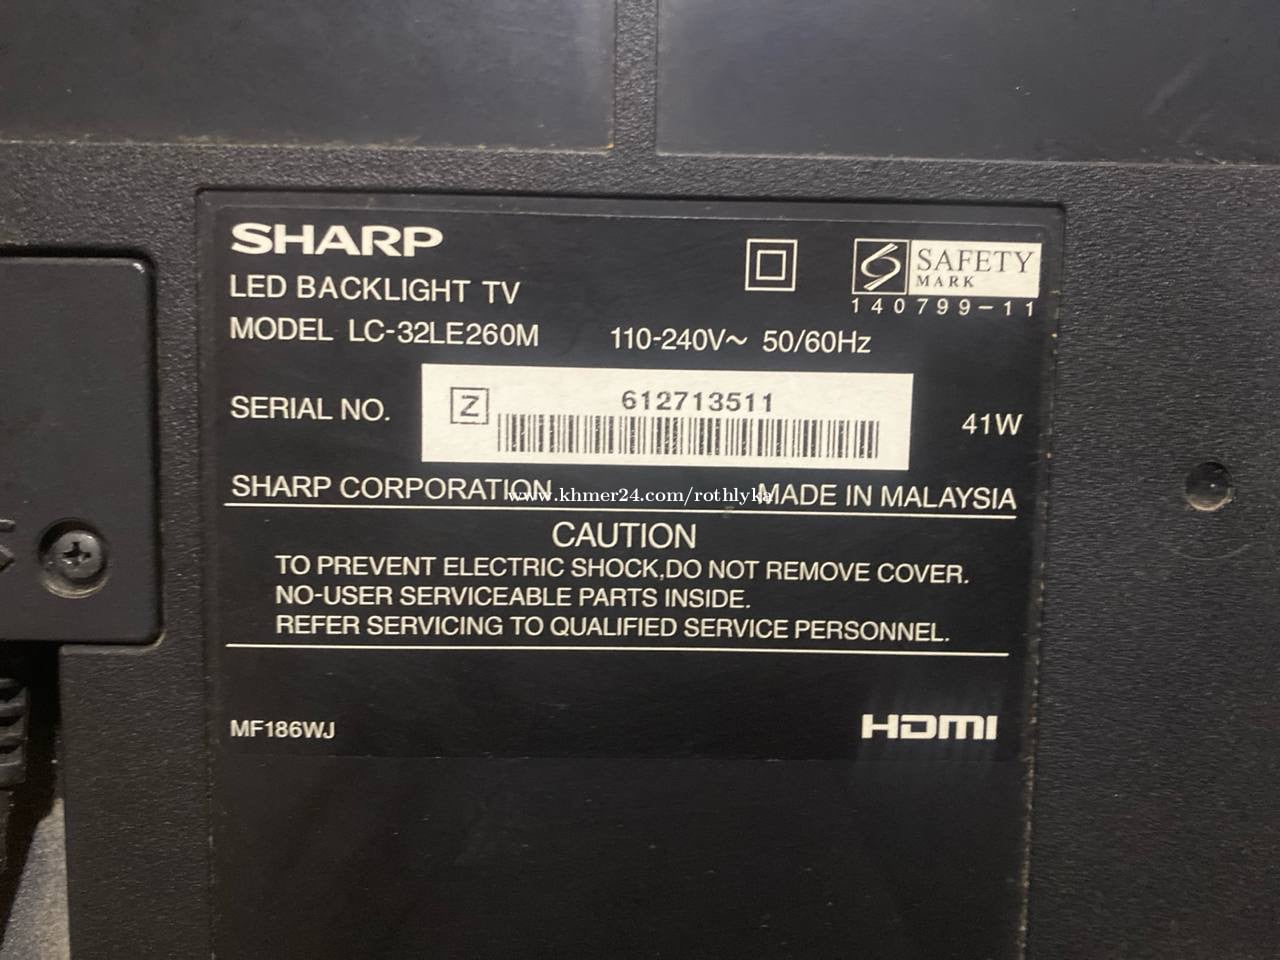 SHARP
LED BACKLIGHT TV
SAFETY
MARK
140799-11
MODEL LC-32LE260M 110-240V~ 50/60Hz
Z 612713511
SERIAL NO. 41W
SHARP CORPORATION MADE IN MALAYSIA
www.khmer24.com/rothlyka
CAUTION
TO PREVENT ELECTRIC SHOCK,DO NOT REMOVE COVER.
NO-USER SERVICEABLE PARTS INSIDE.
REFER SERVICING TO QUALIFIED SERVICE PERSONNEL.
MF186WJ HDMI